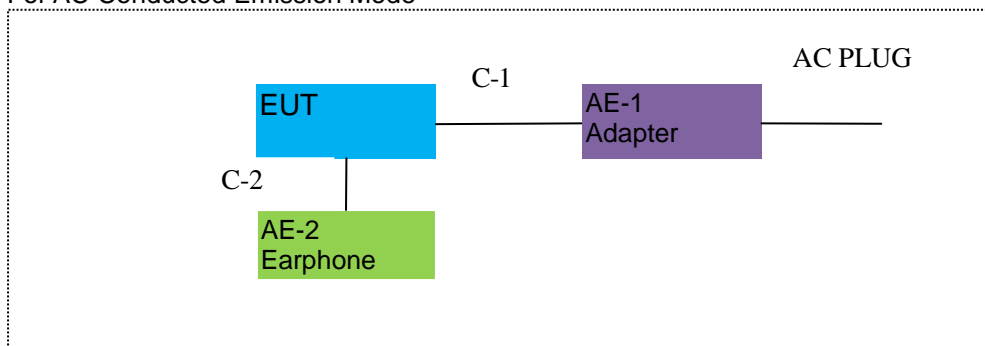 For AC Conducted Emission Mode
AC PLUG
C-1
EUT
AE-1
Adapter
C-2
AE-2
Earphone